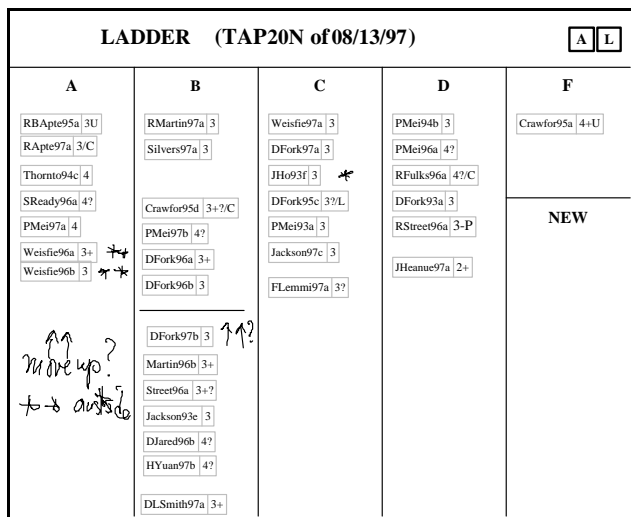 LADDER (TAP20N of 08/13/97)
A L
A
RBApte95a 3U
RApte97a 3/C
Thornto94c 4
SReady96a 4?
PMei97a 4
Weisfie96a 3+ **
Weisfie96b 3 **
↑↑
move up?
** outside
B
RMartin97a 3
Silvers97a 3
Crawfor95d 3+?/C
PMei97b 4?
DFork96a 3+
DFork96b 3
DFork97b 3 ↑↑?
Martin96b 3+
Street96a 3+?
Jackson93e 3
DJared96b 4?
HYuan97b 4?
DLSmith97a 3+
C
Weisfie97a 3
DFork97a 3
JHo93f 3 *
DFork95c 3?/L
PMei93a 3
Jackson97c 3
FLemmi97a 3?
D
PMei94b 3
PMei96a 4?
RFulks96a 4?/C
DFork93a 3
RStreet96a 3-P
JHeanue97a 2+
F
Crawfor95a 4+U
NEW